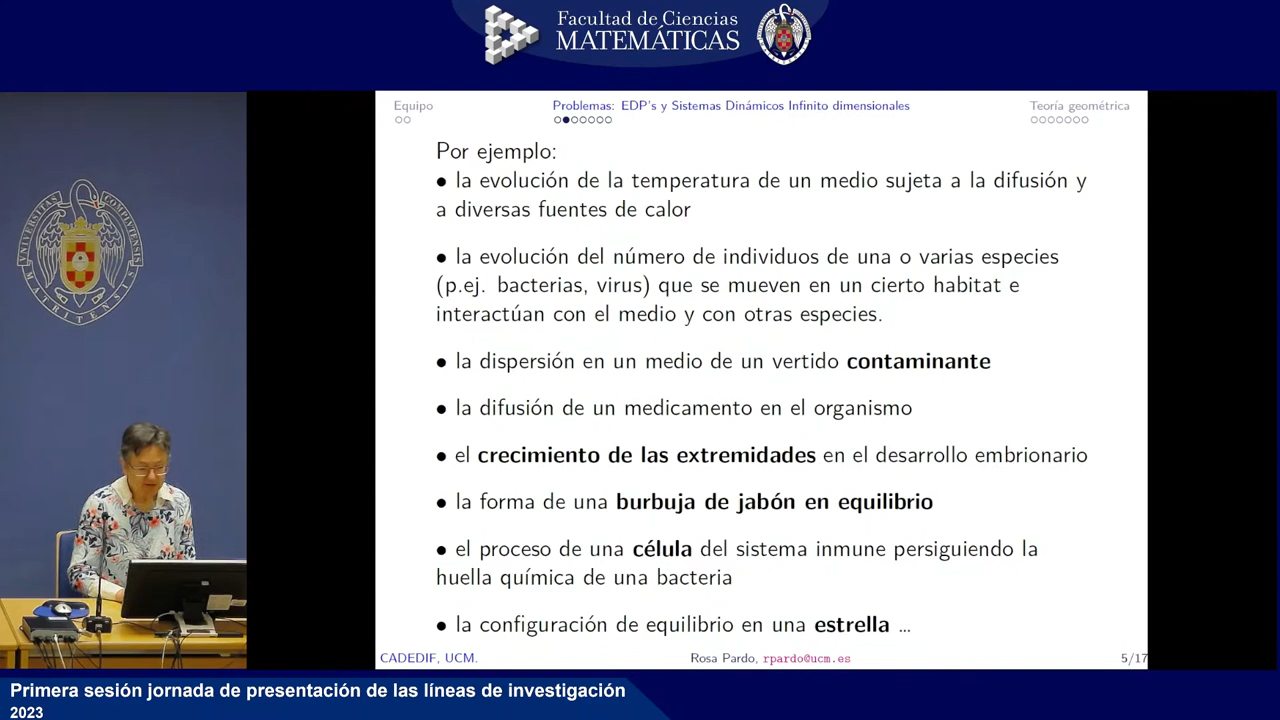 Facultad de Ciencias
MATEMÁTICAS
Equipo
Problemas: EDP's y Sistemas Dinámicos Infinito dimensionales
Teoría geométrica
Por ejemplo:
• la evolución de la temperatura de un medio sujeta a la difusión y
a diversas fuentes de calor
• la evolución del número de individuos de una o varias especies
(p.ej. bacterias, virus) que se mueven en un cierto habitat e
interactúan con el medio y con otras especies.
• la dispersión en un medio de un vertido contaminante
• la difusión de un medicamento en el organismo
• el crecimiento de las extremidades en el desarrollo embrionario
• la forma de una burbuja de jabón en equilibrio
• el proceso de una célula del sistema inmune persiguiendo la
huella química de una bacteria
• la configuración de equilibrio en una estrella ...
CADEDIF, UCM.
Rosa Pardo, rpardo@ucm.es
5/17
Primera sesión jornada de presentación de las líneas de investigación
2023